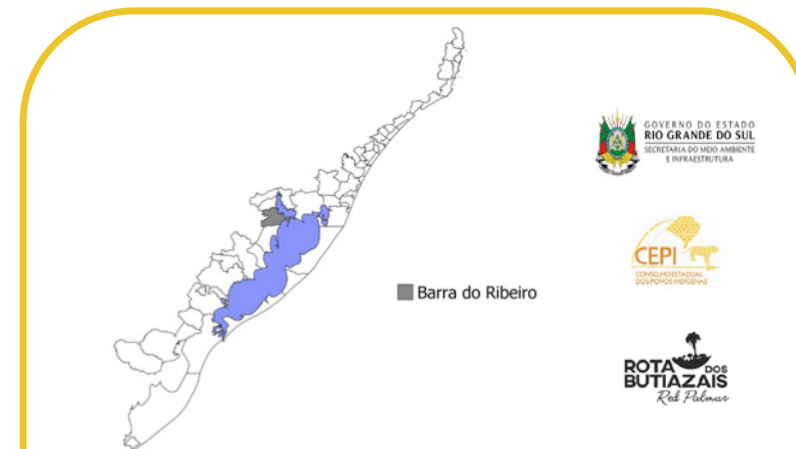 GOVERNO DO ESTADO
RIO GRANDE DO SUL
SECRETARIA DO MEIO AMBIENTE
E INFRAESTRUTURA
CEPI
CONSELHO ESTADUAL
DOS POVOS INDÍGENAS
Barra do Ribeiro
ROTA DOS
BUTIAZAIS
Red Palmar